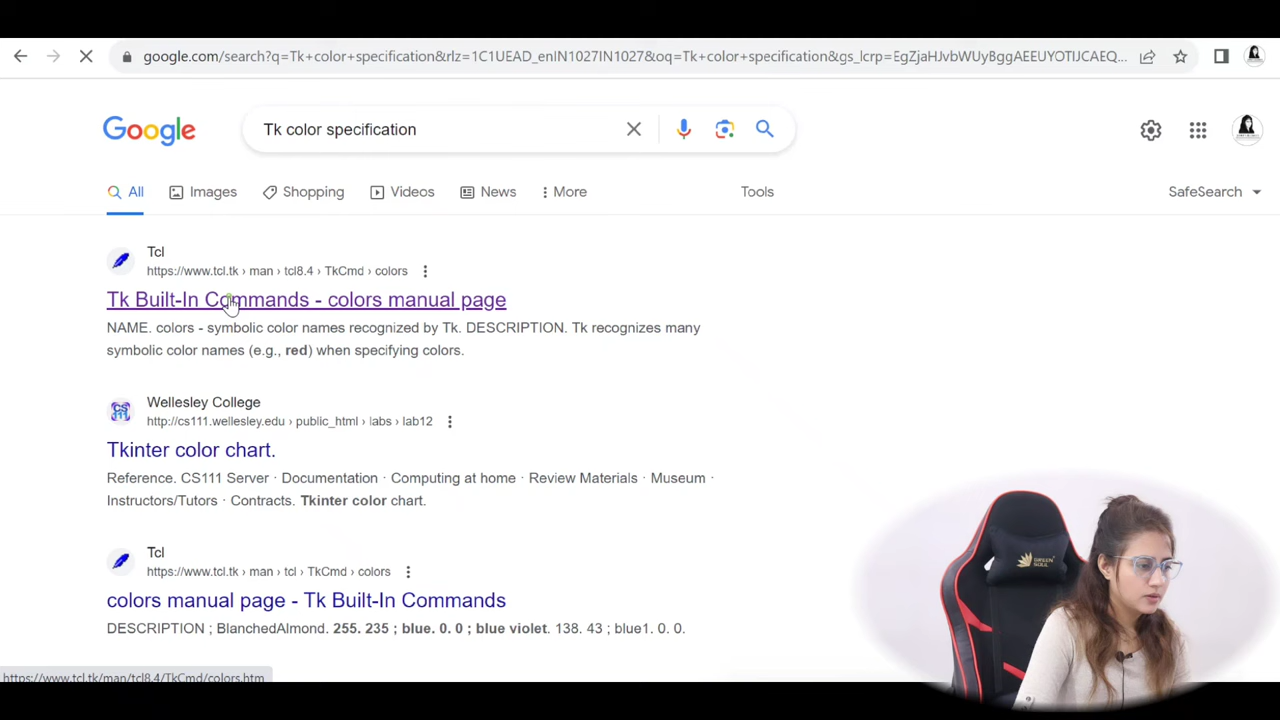 google.com/search?q=Tk+color+specification&rlz=1C1UEAD_enIN1027IN1027&oq=Tk+color+specification&gs_lcrp=EgZjaHJvbWUyBggAEEUYOTIJCAEQ...
Google
Tk color specification
All
Images
Shopping
Videos
News
More
Tools
SafeSearch
Tcl
https://www.tcl.tk › man › tcl8.4 › TkCmd › colors
Tk Built-In Commands - colors manual page
NAME. colors - symbolic color names recognized by Tk. DESCRIPTION. Tk recognizes many
symbolic color names (e.g., red) when specifying colors.
Wellesley College
http://cs111.wellesley.edu › public_html › labs › lab12
Tkinter color chart.
Reference. CS111 Server · Documentation · Computing at home · Review Materials · Museum ·
Instructors/Tutors · Contracts. Tkinter color chart.
Tcl
https://www.tcl.tk › man › tcl › TkCmd › colors
colors manual page - Tk Built-In Commands
DESCRIPTION ; BlanchedAlmond. 255. 235 ; blue. 0. 0 ; blue violet. 138. 43 ; blue1. 0. 0.
https://www.tcl.tk/man/tcl8.4/TkCmd/colors.htm
GREEN
SOUL